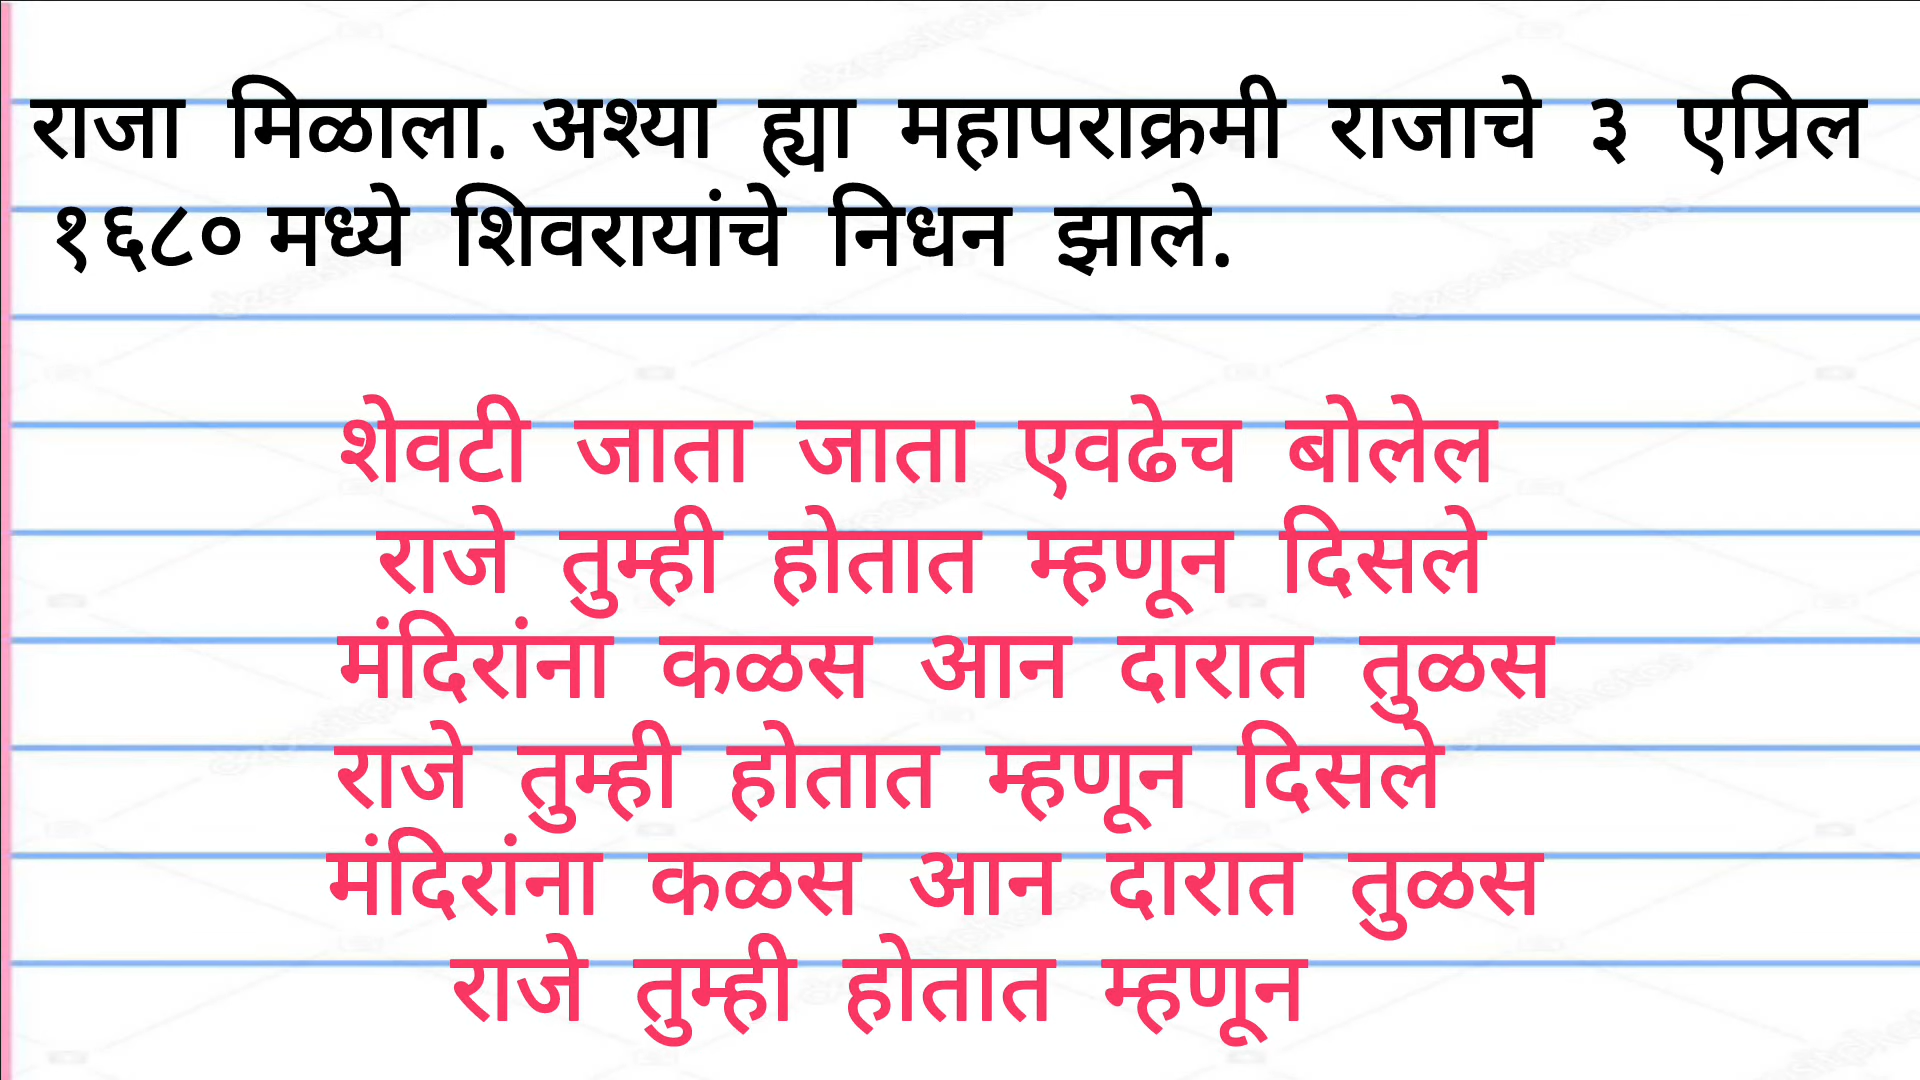 राजा मिळाला. अश्या ह्या महापराक्रमी राजाचे ३ एप्रिल
१६८० मध्ये शिवरायांचे निधन झाले.
शेवटी जाता जाता एवढेच बोलेल
राजे तुम्ही होतात म्हणून दिसले
मंदिरांना कळस आन दारात तुळस
राजे तुम्ही होतात म्हणून दिसले
मंदिरांना कळस आन दारात तुळस
राजे तुम्ही होतात म्हणून